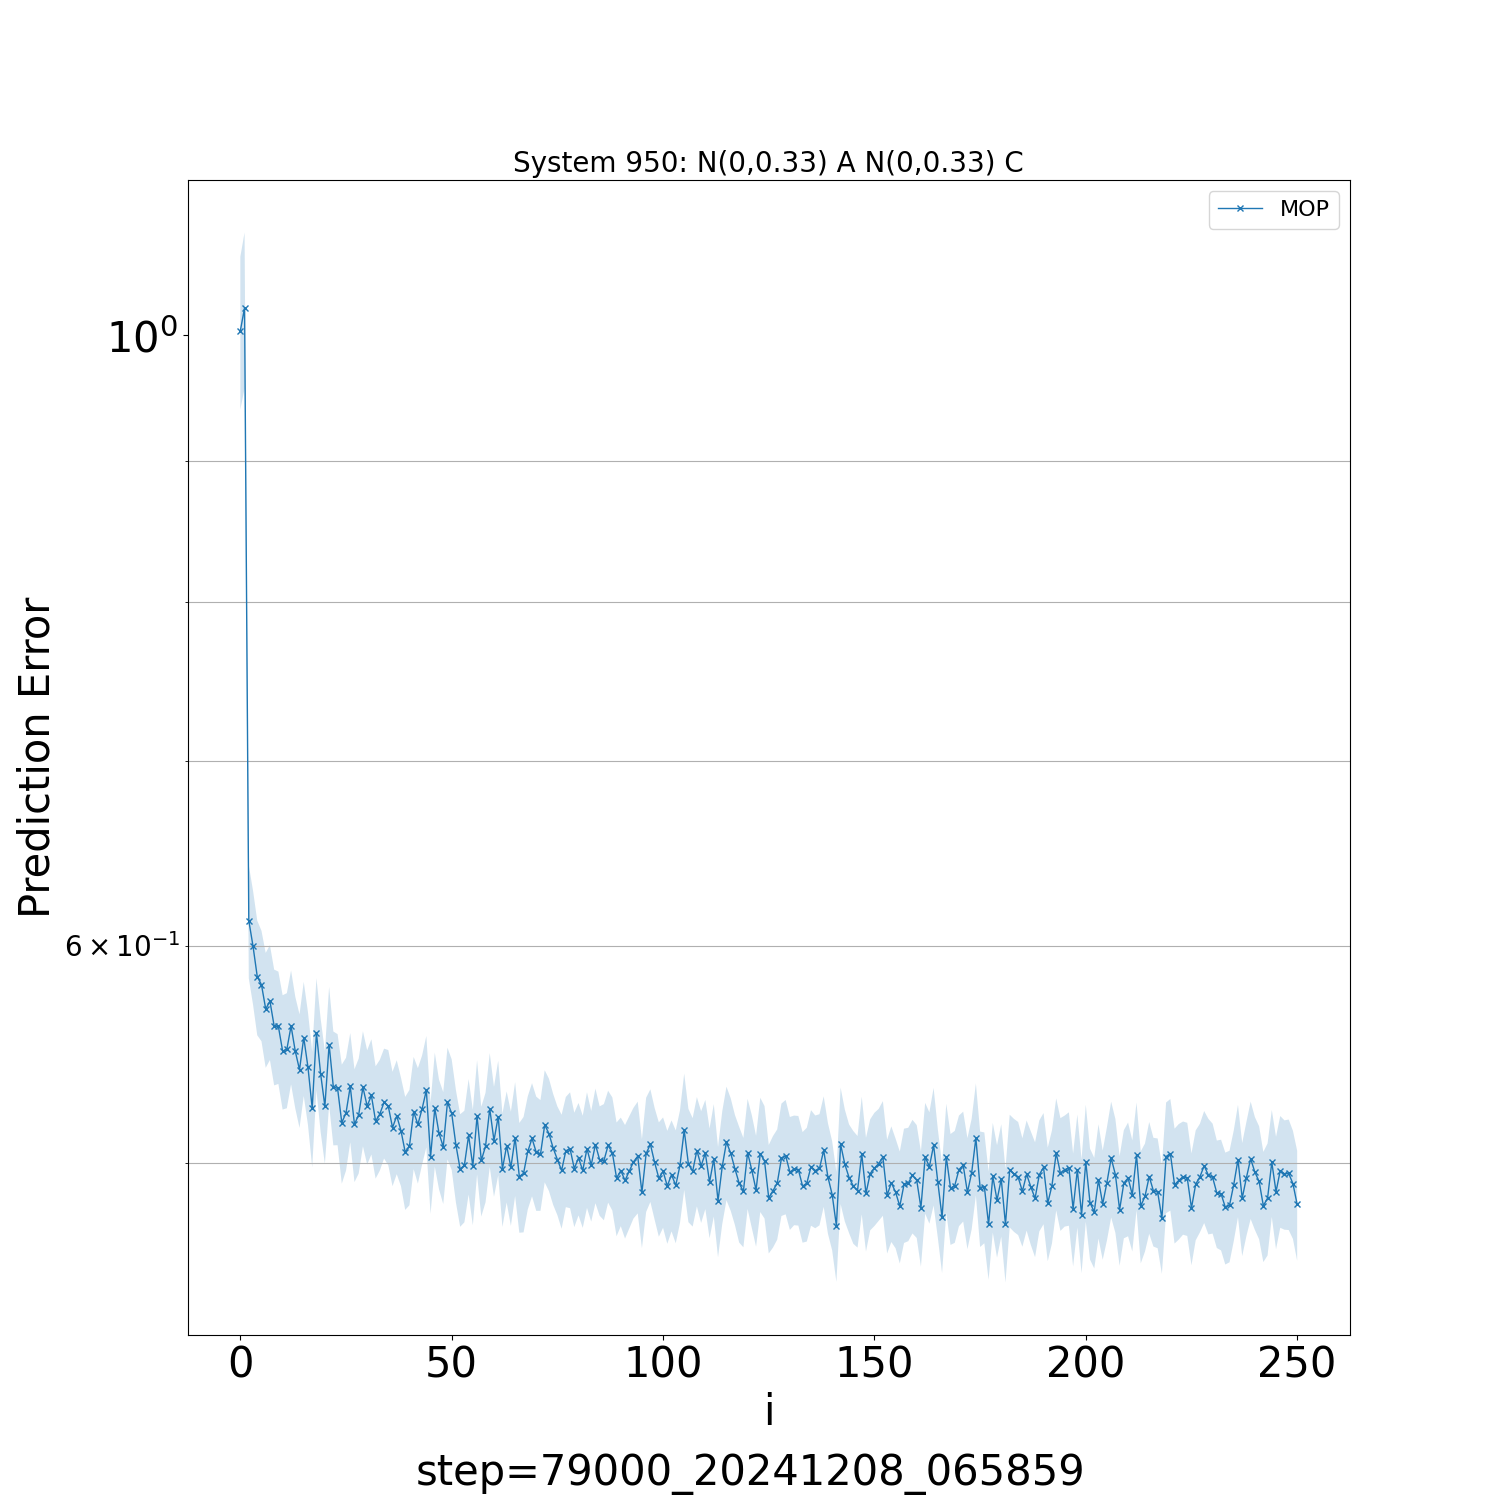 System 950: N(0,0.33) A N(0,0.33) C
MOP
10⁰
6 × 10⁻¹
Prediction Error
0 50 100 150 200 250
i
step=79000_20241208_065859